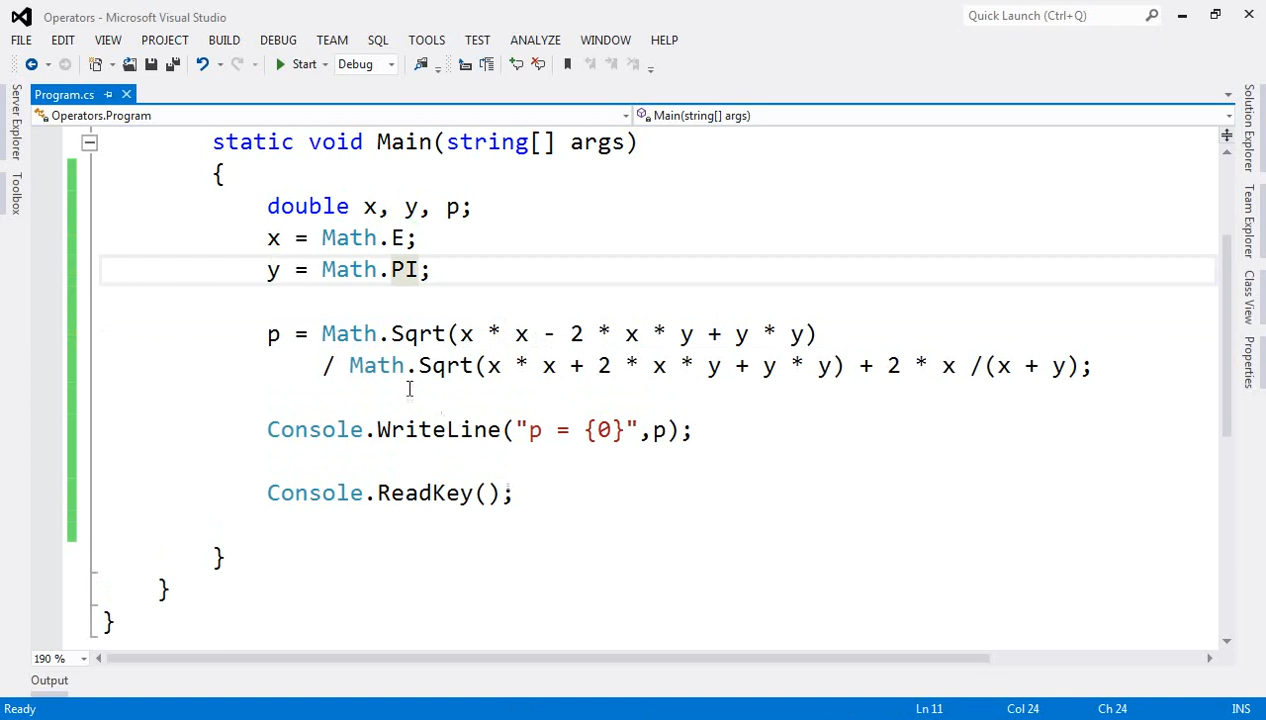 Operators - Microsoft Visual Studio
Quick Launch (Ctrl+Q)
FILE EDIT VIEW PROJECT BUILD DEBUG TEAM SQL TOOLS TEST ANALYZE WINDOW HELP
Start Debug
Program.cs
Operators.Program
Main(string[] args)
static void Main(string[] args)
{
double x, y, p;
x = Math.E;
y = Math.PI;
p = Math.Sqrt(x * x - 2 * x * y + y * y)
/ Math.Sqrt(x * x + 2 * x * y + y * y) + 2 * x /(x + y);
Console.WriteLine("p = {0}",p);
Console.ReadKey();
}
}
}
190 %
Output
Ready
Ln 11
Col 24
Ch 24
INS
Server Explorer
Toolbox
Solution Explorer
Team Explorer
Class View
Properties